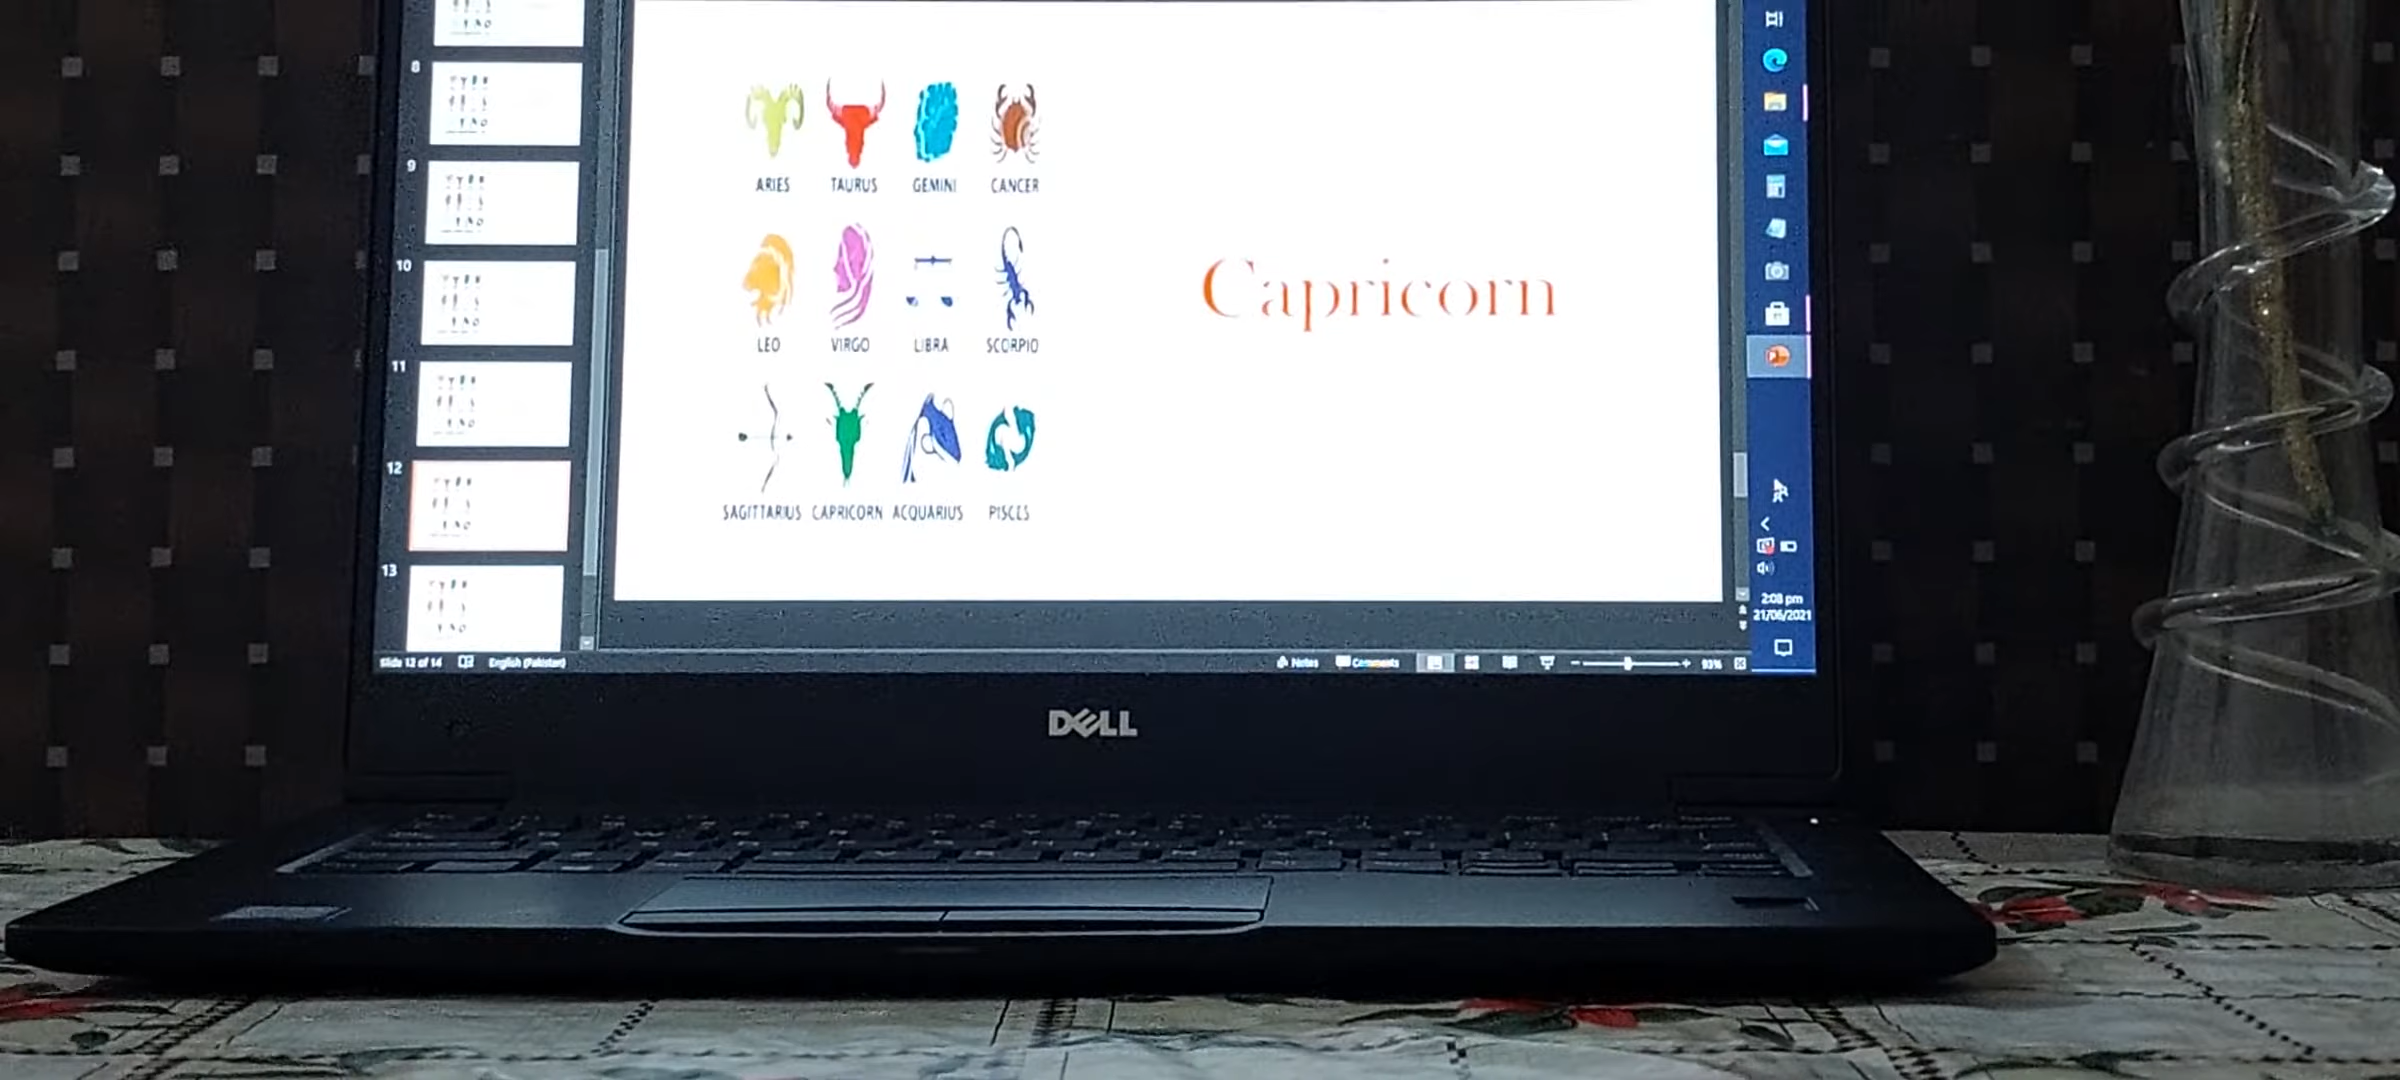 8
9
10
11
12
13
ARIES TAURUS GEMINI CANCER
LEO VIRGO LIBRA SCORPIO
SAGITTARIUS CAPRICORN ACQUARIUS PISCES
Capricorn
2:08 pm
21/06/2021
Slide 12 of 14 English (Pakistan)
Notes Comments 93%
DELL